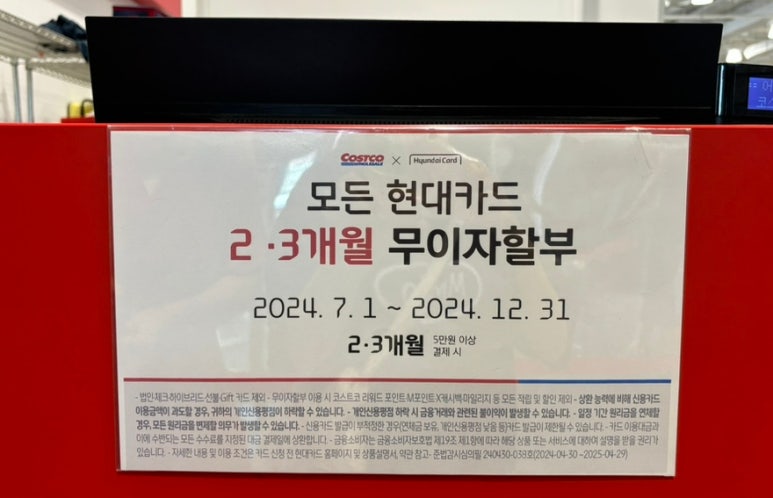 COSTCO WHOLESALE × Hyundai Card
모든 현대카드
2·3개월 무이자할부
2024. 7. 1 ~ 2024. 12. 31
2·3개월 5만원 이상
결제 시
- 법인·체크·하이브리드·선불·Gift 카드 제외 - 무이자할부 이용 시 코스트코 리워드 포인트·M포인트·X캐시백·마일리지 등 모든 적립 및 할인 제외 - 상환 능력에 비해 신용카드
이용금액이 과도할 경우, 귀하의 개인신용평점이 하락할 수 있습니다. - 개인신용평점 하락 시 금융거래와 관련된 불이익이 발생할 수 있습니다. - 일정 기간 원리금을 연체할
경우, 모든 원리금을 변제할 의무가 발생할 수 있습니다. - 신용카드 발급이 부적정한 경우(연체금 보유, 개인신용평점 낮음 등)카드 발급이 제한될 수 있습니다. - 카드 이용대금과
이에 수반되는 모든 수수료를 지정된 대금 결제일에 상환합니다. - 금융소비자는 금융소비자보호법 제19조 제1항에 따라 해당 상품 또는 서비스에 대하여 설명을 받을 권리가
있습니다. - 자세한 내용 및 이용 조건은 카드 신청 전 현대카드 홈페이지 및 상품설명서, 약관 참고 - 준법감시심의필 240430-038호(2024-04-30 ~2025-04-29)